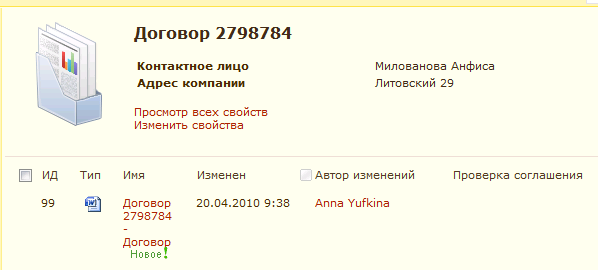 Договор 2798784
Контактное лицо Милованова Анфиса
Адрес компании Литовский 29
Просмотр всех свойств
Изменить свойства
ИД Тип Имя Изменен Автор изменений Проверка соглашения
99 Договор 20.04.2010 9:38 Anna Yufkina
2798784
-
Договор
Новое!